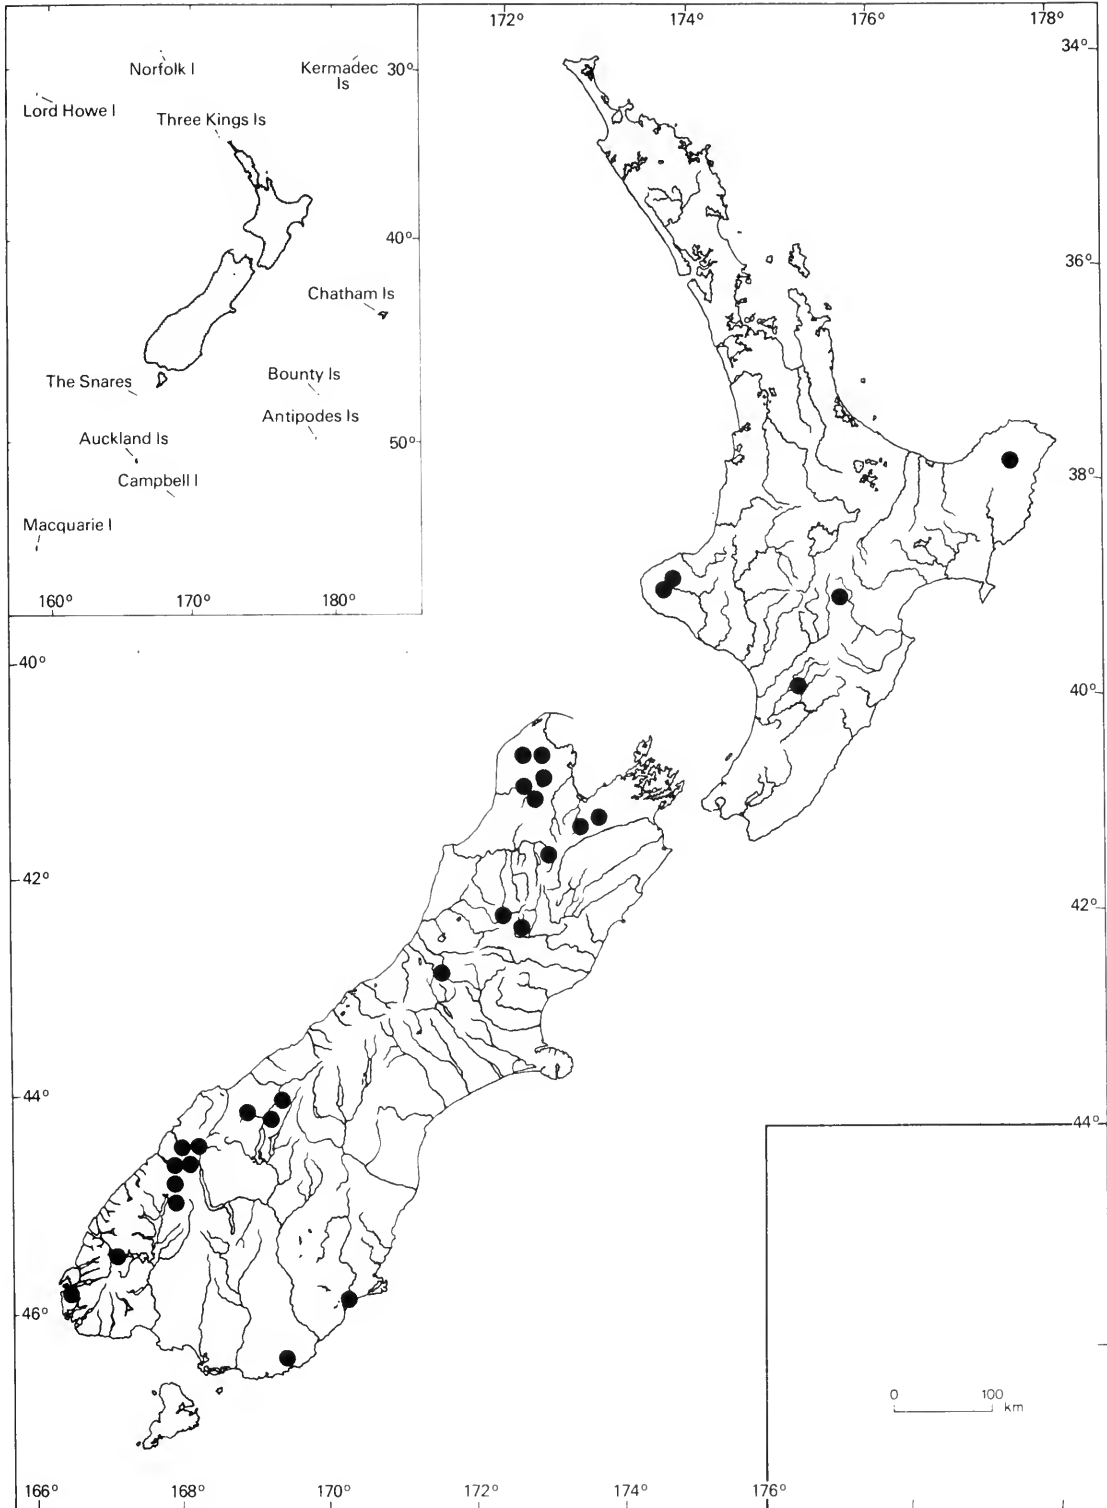 172° 174° 176° 178°
34°
Norfolk I
Kermadec
Is
30°
Lord Howe I
Three Kings Is
40°
36°
Chatham Is
The Snares
Bounty Is
Antipodes Is
Auckland Is
50°
Campbell I
38°
Macquarie I
160° 170° 180°
40°
40°
42°
42°
44°
44°
46°
0 100
km
166° 168° 170° 172° 174° 176°